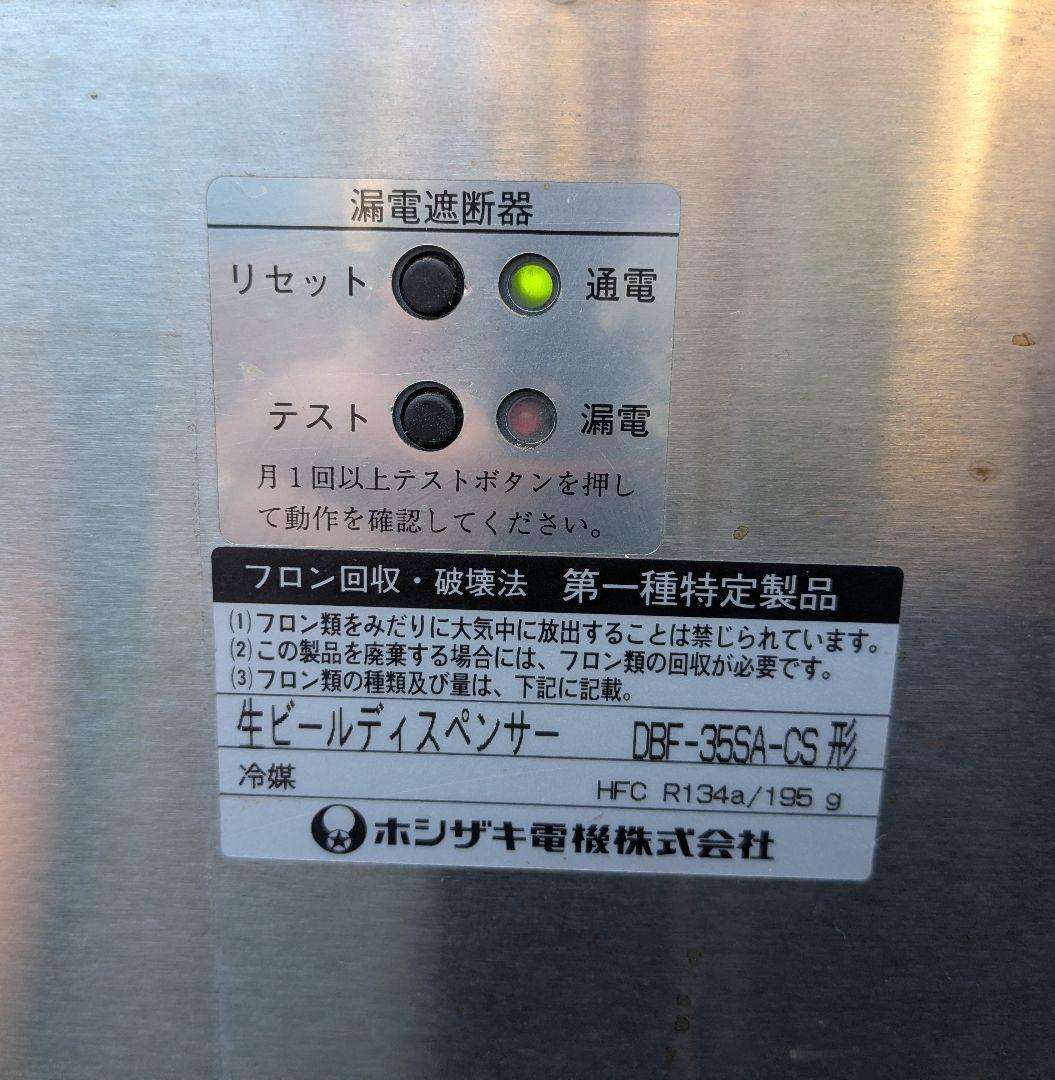 漏電遮断器
リセット 通電
テスト 漏電
月1回以上テストボタンを押し
て動作を確認してください。
フロン回収・破壊法 第一種特定製品
(1)フロン類をみだりに大気中に放出することは禁じられています。
(2)この製品を廃棄する場合には、フロン類の回収が必要です。
(3)フロン類の種類及び量は、下記に記載。
生ビールディスペンサー DBF-35SA-CS形
冷媒 HFC R134a/195 g
ホシザキ電機株式会社